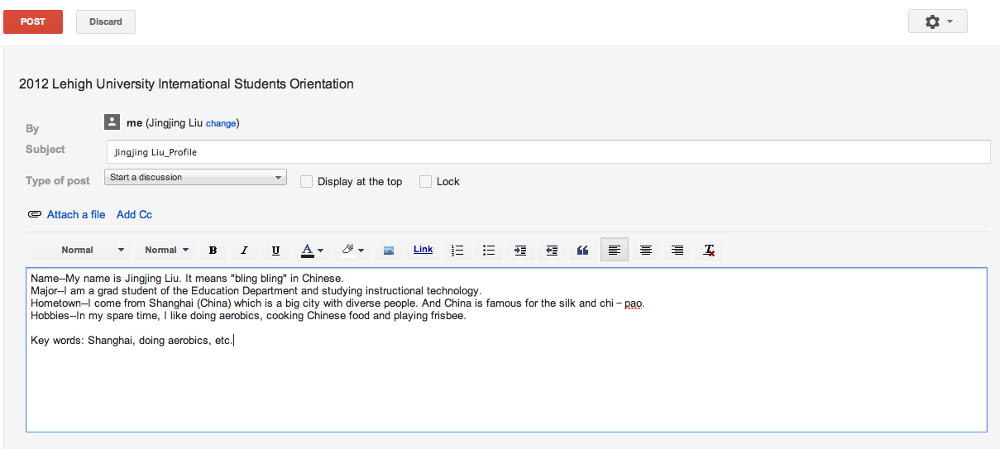 POST Discard
2012 Lehigh University International Students Orientation
By me (Jingjing Liu change)
Subject Jingjing Liu_Profile
Type of post Start a discussion Display at the top Lock
Attach a file Add Cc
Normal Normal B I U A Link
Name--My name is Jingjing Liu. It means "bling bling" in Chinese.
Major--I am a grad student of the Education Department and studying instructional technology.
Hometown--I come from Shanghai (China) which is a big city with diverse people. And China is famous for the silk and chi – pao.
Hobbies--In my spare time, I like doing aerobics, cooking Chinese food and playing frisbee.
Key words: Shanghai, doing aerobics, etc.